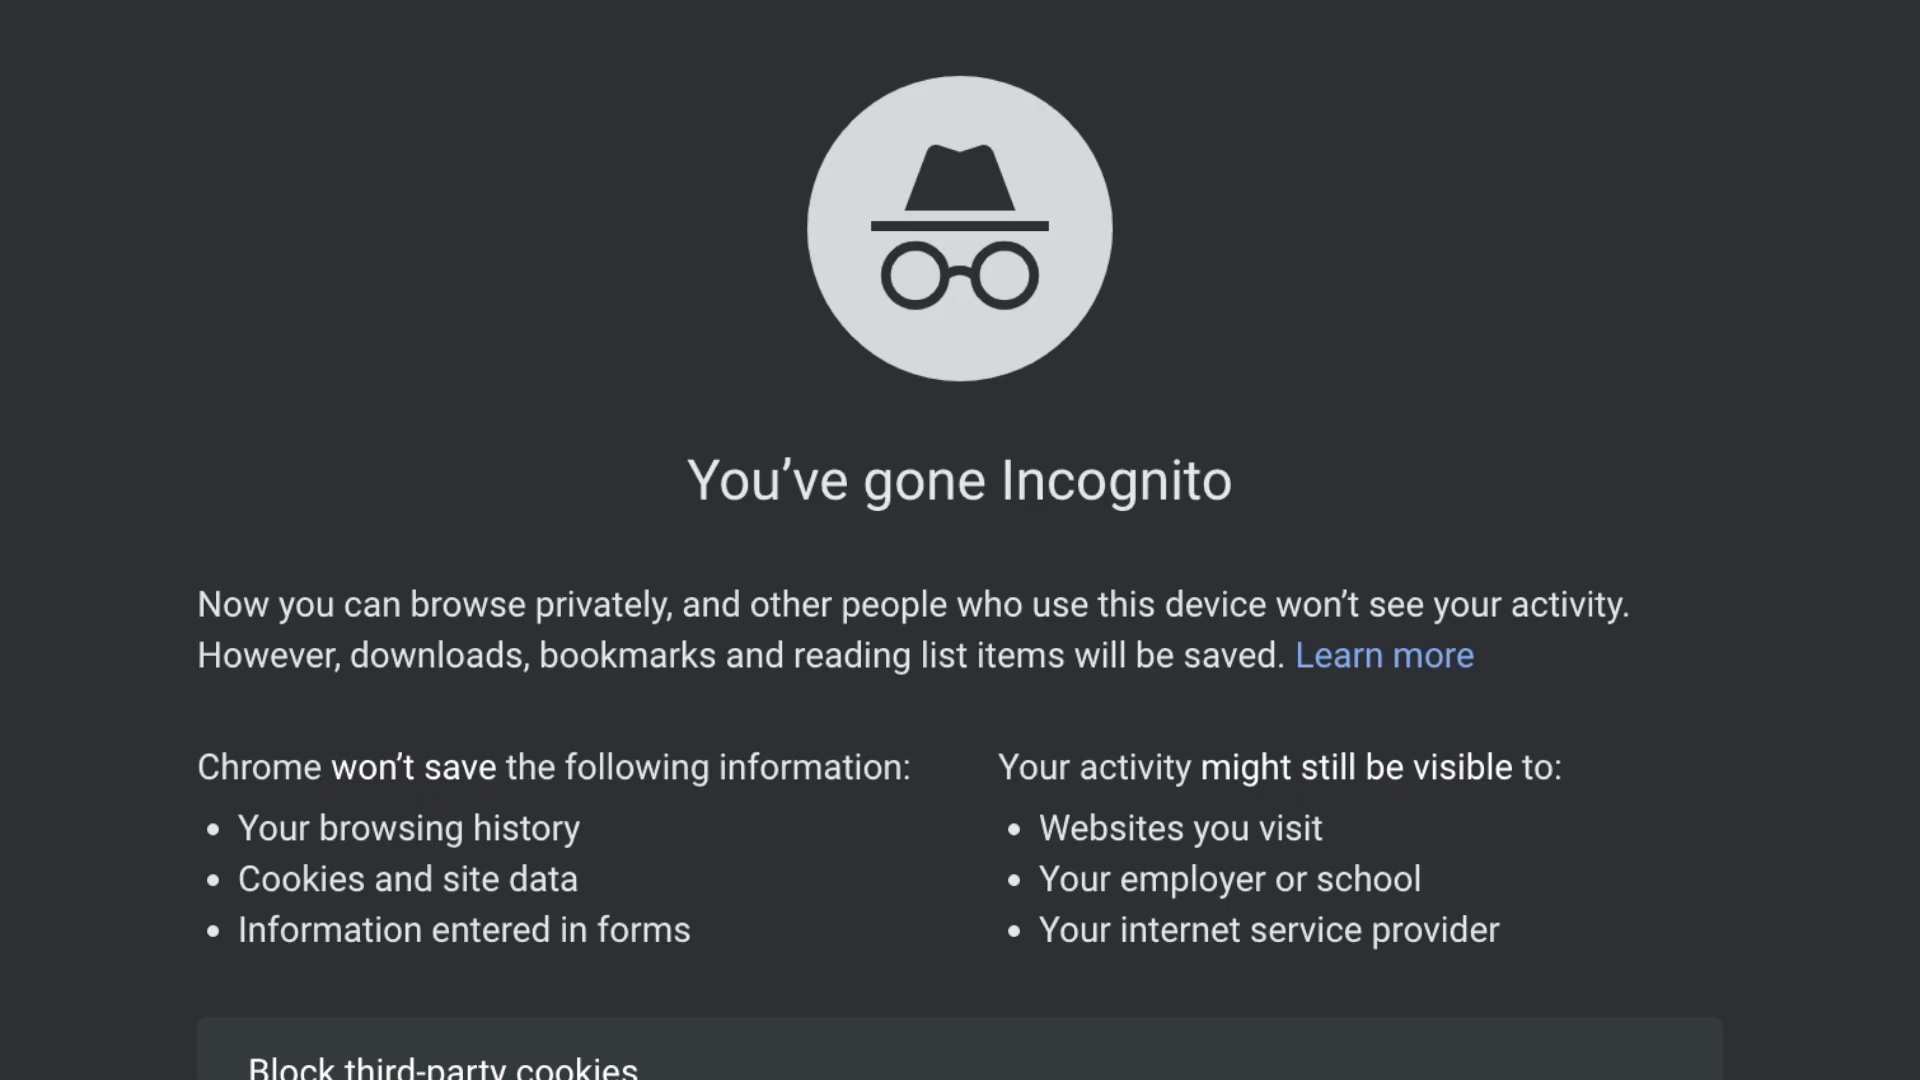 You’ve gone Incognito
Now you can browse privately, and other people who use this device won’t see your activity.
However, downloads, bookmarks and reading list items will be saved. Learn more
Chrome won’t save the following information:
• Your browsing history
• Cookies and site data
• Information entered in forms
Your activity might still be visible to:
• Websites you visit
• Your employer or school
• Your internet service provider
Block third-party cookies